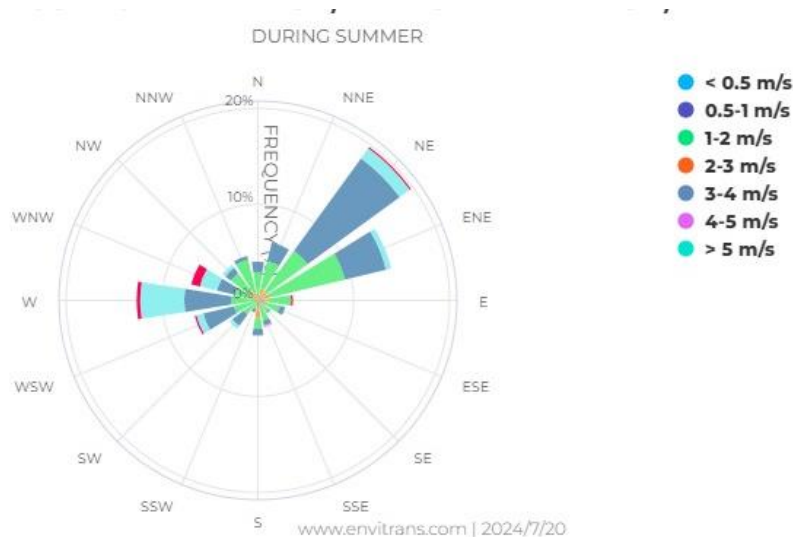 DURING SUMMER
N
NNE
NE
ENE
E
ESE
SE
SSE
S
SSW
SW
WSW
W
WNW
NW
NNW
20%
10%
0%
FREQUENCY
< 0.5 m/s
0.5-1 m/s
1-2 m/s
2-3 m/s
3-4 m/s
4-5 m/s
> 5 m/s
www.envitrans.com | 2024/7/20